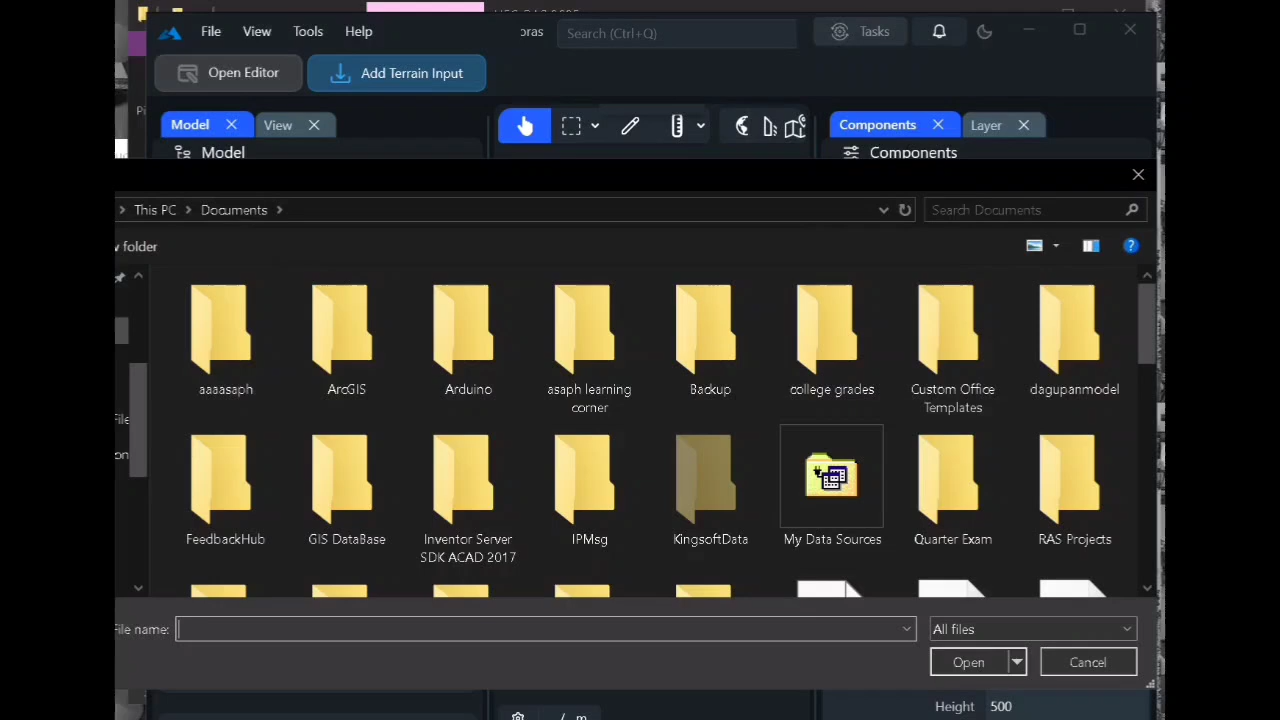 File View Tools Help oras Search (Ctrl+Q) Tasks
Open Editor Add Terrain Input
Model View Components Layer
Model Components
This PC Documents Search Documents
w folder
aaaasaph ArcGIS Arduino asaph learning corner Backup college grades Custom Office Templates dagupanmodel
FeedbackHub GIS DataBase Inventor Server SDK ACAD 2017 IPMsg KingsoftData My Data Sources Quarter Exam RAS Projects
File name: All files
Open Cancel
Height 500